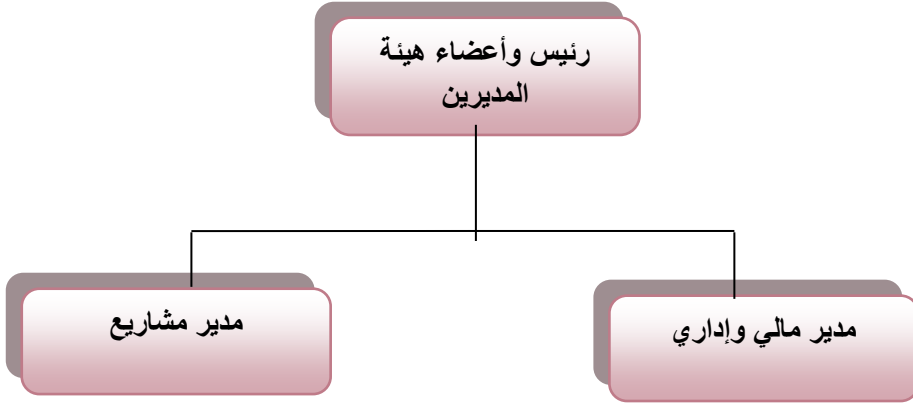 رئيس وأعضاء هيئة
المديرين
مدير مالي وإداري
مدير مشاريع